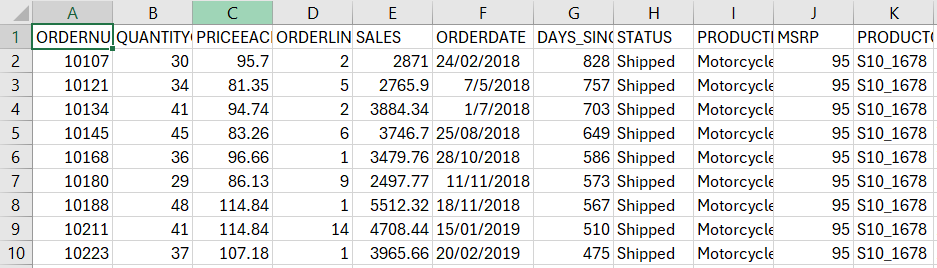 A B C D E F G H I J K
1 ORDERNU QUANTITY PRICEEAC ORDERLIN SALES ORDERDATE DAYS_SINC STATUS PRODUCTI MSRP PRODUCTC
2 10107 30 95.7 2 2871 24/02/2018 828 Shipped Motorcycle 95 S10_1678
3 10121 34 81.35 5 2765.9 7/5/2018 757 Shipped Motorcycle 95 S10_1678
4 10134 41 94.74 2 3884.34 1/7/2018 703 Shipped Motorcycle 95 S10_1678
5 10145 45 83.26 6 3746.7 25/08/2018 649 Shipped Motorcycle 95 S10_1678
6 10168 36 96.66 1 3479.76 28/10/2018 586 Shipped Motorcycle 95 S10_1678
7 10180 29 86.13 9 2497.77 11/11/2018 573 Shipped Motorcycle 95 S10_1678
8 10188 48 114.84 1 5512.32 18/11/2018 567 Shipped Motorcycle 95 S10_1678
9 10211 41 114.84 14 4708.44 15/01/2019 510 Shipped Motorcycle 95 S10_1678
10 10223 37 107.18 1 3965.66 20/02/2019 475 Shipped Motorcycle 95 S10_1678